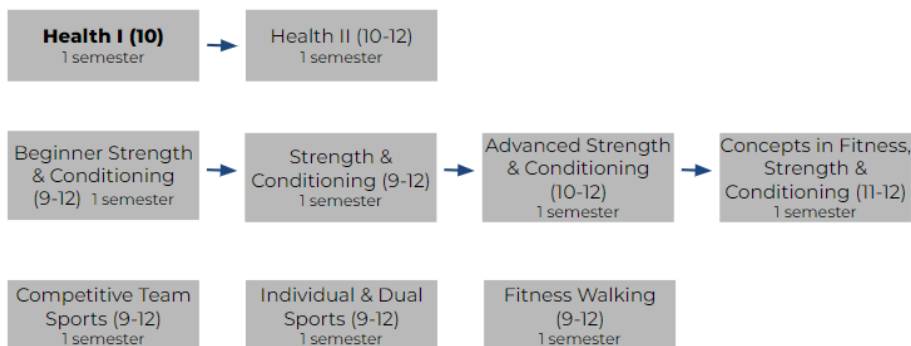 Health I (10)
1 semester
Health II (10-12)
1 semester
Beginner Strength
& Conditioning
(9-12) 1 semester
Strength &
Conditioning (9-12)
1 semester
Advanced Strength
& Conditioning
(10-12)
1 semester
Concepts in Fitness,
Strength &
Conditioning (11-12)
1 semester
Competitive Team
Sports (9-12)
1 semester
Individual & Dual
Sports (9-12)
1 semester
Fitness Walking
(9-12)
1 semester